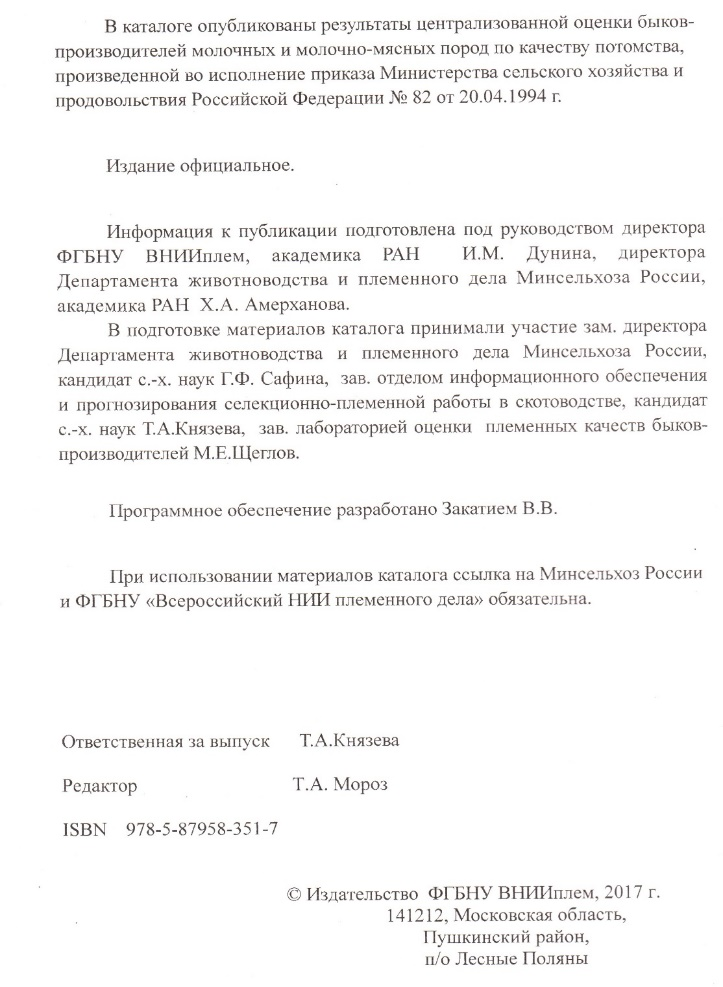 В каталоге опубликованы результаты централизованной оценки быков-
производителей молочных и молочно-мясных пород по качеству потомства,
произведенной во исполнение приказа Министерства сельского хозяйства и
продовольствия Российской Федерации № 82 от 20.04.1994 г.
Издание официальное.
Информация к публикации подготовлена под руководством директора
ФГБНУ ВНИИплем, академика РАН И.М. Дунина, директора
Департамента животноводства и племенного дела Минсельхоза России,
академика РАН Х.А. Амерханова.
В подготовке материалов каталога принимали участие зам. директора
Департамента животноводства и племенного дела Минсельхоза России,
кандидат с.-х. наук Г.Ф. Сафина, зав. отделом информационного обеспечения
и прогнозирования селекционно-племенной работы в скотоводстве, кандидат
с.-х. наук Т.А.Князева, зав. лабораторией оценки племенных качеств быков-
производителей М.Е.Щеглов.
Программное обеспечение разработано Закатием В.В.
При использовании материалов каталога ссылка на Минсельхоз России
и ФГБНУ «Всероссийский НИИ племенного дела» обязательна.
Ответственная за выпуск Т.А.Князева
Редактор Т.А. Мороз
ISBN 978-5-87958-351-7
© Издательство ФГБНУ ВНИИплем, 2017 г.
141212, Московская область,
Пушкинский район,
п/о Лесные Поляны